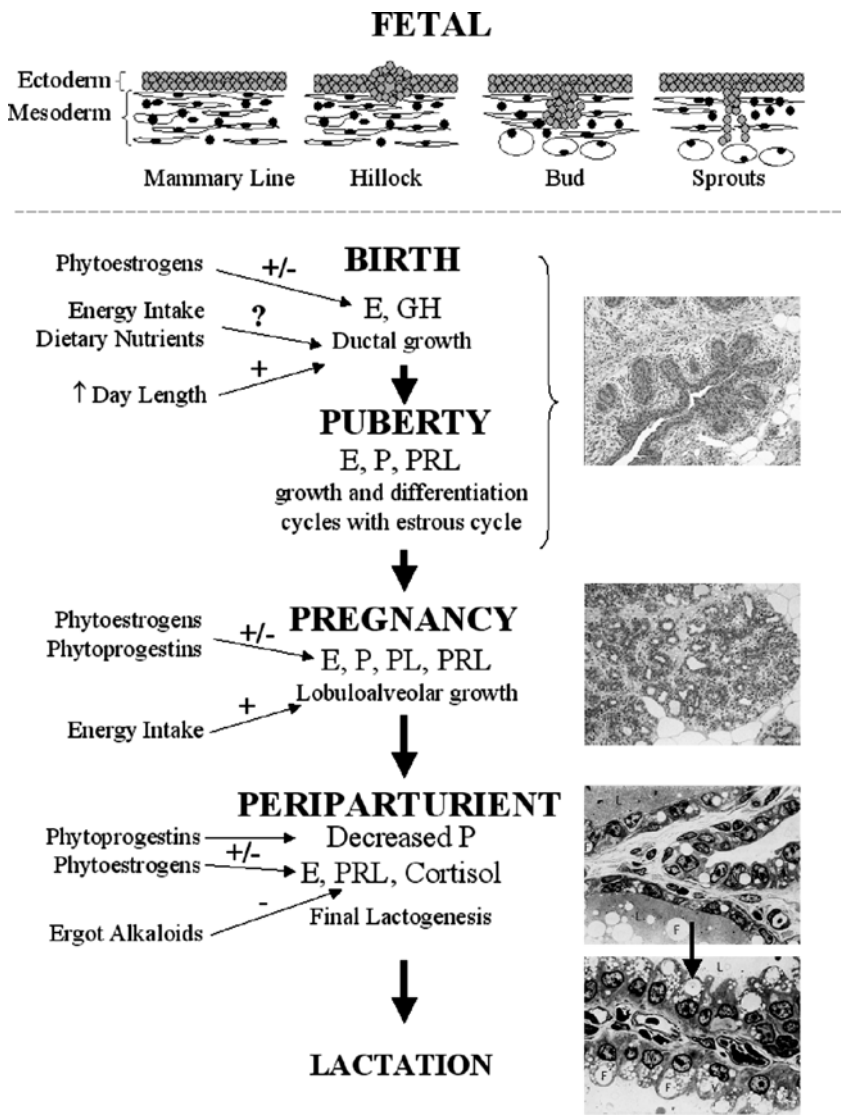 FETAL
Ectoderm
Mesoderm
Mammary Line
Hillock
Bud
Sprouts
BIRTH
Phytoestrogens
+/-
E, GH
Energy Intake
Dietary Nutrients
?
Ductal growth
+
↑ Day Length
PUBERTY
E, P, PRL
growth and differentiation
cycles with estrous cycle
PREGNANCY
Phytoestrogens
Phytoprogestins
+/-
E, P, PL, PRL
Lobuloalveolar growth
+
Energy Intake
PERIPARTURIENT
Phytoprogestins
Decreased P
Phytoestrogens
+/-
E, PRL, Cortisol
-
Ergot Alkaloids
Final Lactogenesis
L
L
F
L
F
F
V
LACTATION